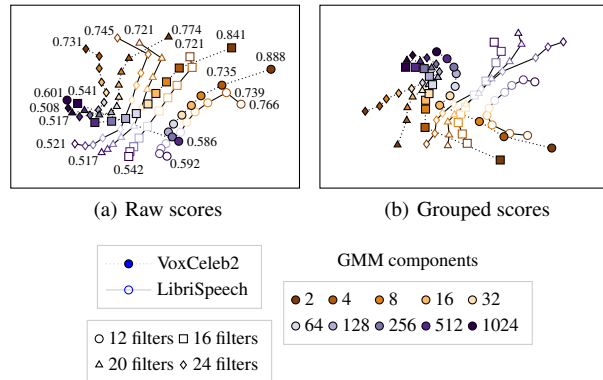 0.745 0.721 0.774 0.841
0.731 0.721 0.888
0.735
0.601 0.541 0.739
0.508 0.766
0.517 0.586
0.521
0.517 0.542 0.592
(a) Raw scores (b) Grouped scores
VoxCeleb2
LibriSpeech
GMM components
2 4 8 16 32
64 128 256 512 1024
12 filters 16 filters
20 filters 24 filters